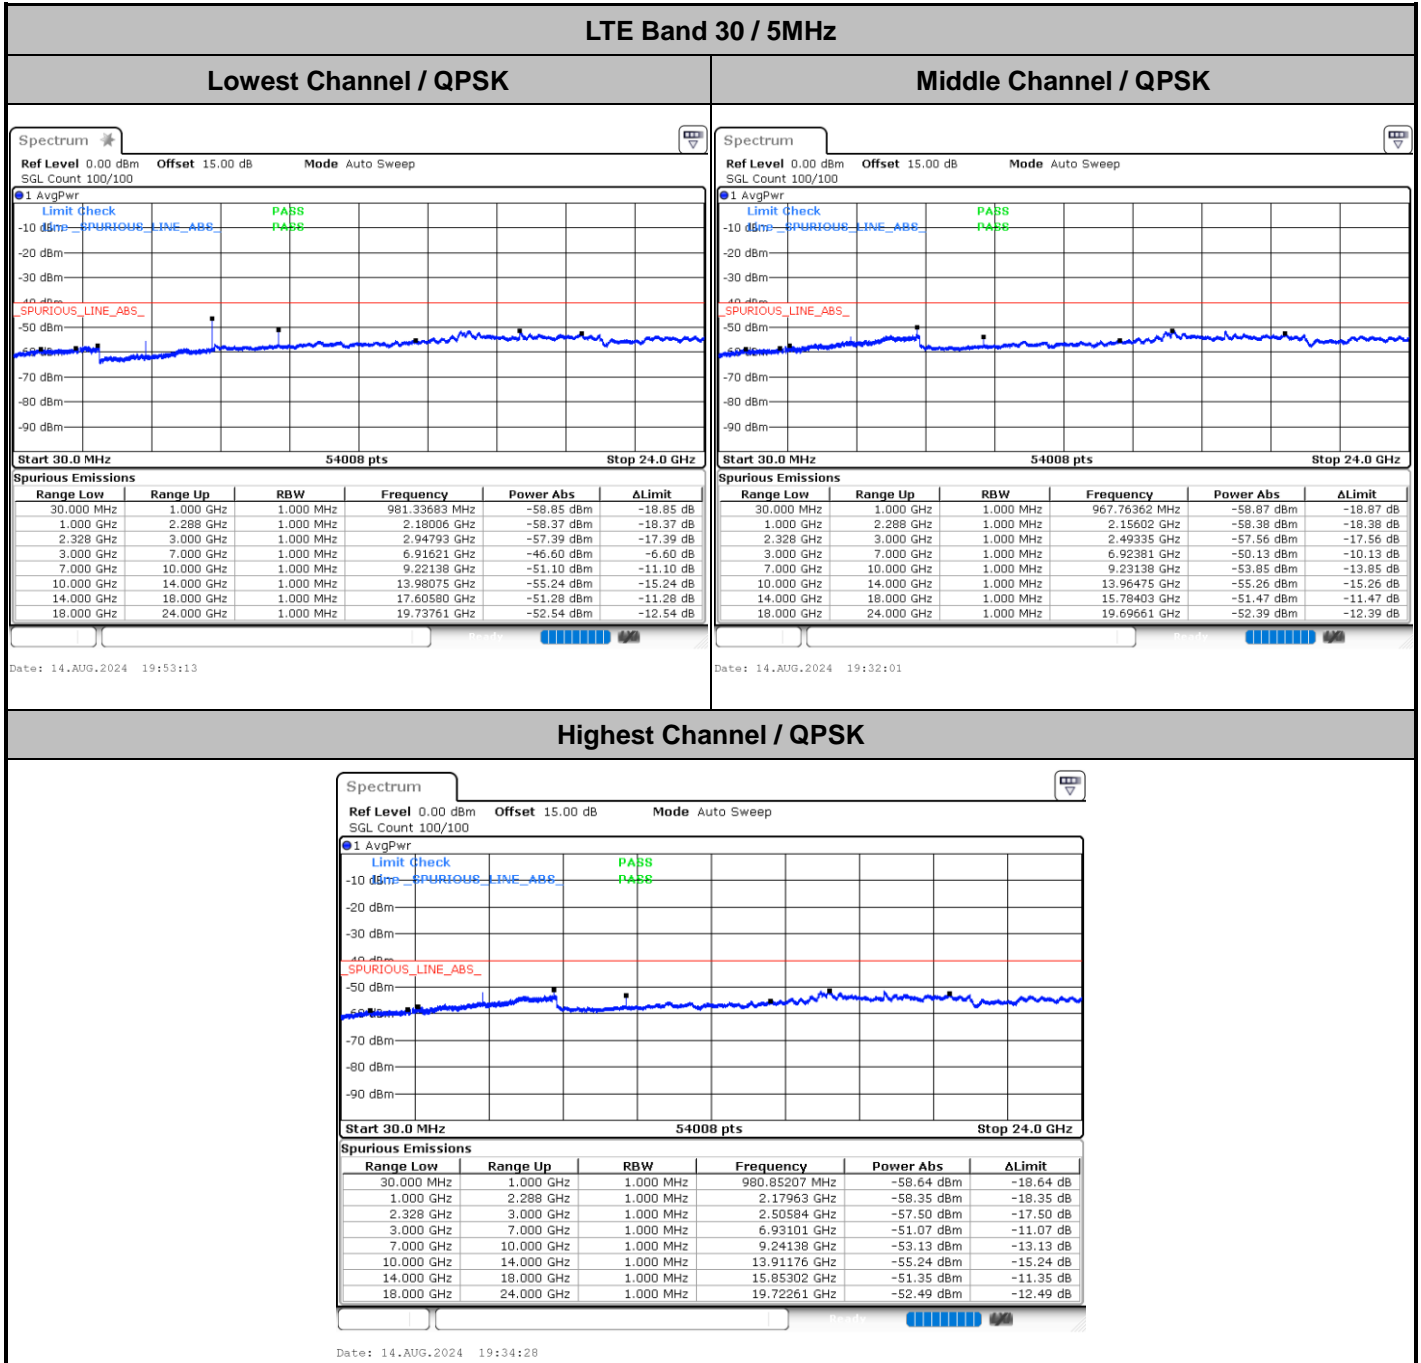 LTE Band 30 / 5MHz
Lowest Channel / QPSK
Middle Channel / QPSK
Spectrum
Ref Level 0.00 dBm Offset 15.00 dB Mode Auto Sweep
SGL Count 100/100
1 AvgPwr
Limit Check PASS
-10 dBm Line _SPURIOUS_LINE_ABS_ PASS
-20 dBm
-30 dBm
-40 dBm
_SPURIOUS_LINE_ABS_
-50 dBm
-60 dBm
-70 dBm
-80 dBm
-90 dBm
Start 30.0 MHz 54008 pts Stop 24.0 GHz
Spurious Emissions
Range Low Range Up RBW Frequency Power Abs ΔLimit
30.000 MHz 1.000 GHz 1.000 MHz 981.33683 MHz -58.85 dBm -18.85 dB
1.000 GHz 2.288 GHz 1.000 MHz 2.18006 GHz -58.37 dBm -18.37 dB
2.328 GHz 3.000 GHz 1.000 MHz 2.94793 GHz -57.39 dBm -17.39 dB
3.000 GHz 7.000 GHz 1.000 MHz 6.91621 GHz -46.60 dBm -6.60 dB
7.000 GHz 10.000 GHz 1.000 MHz 9.22138 GHz -51.10 dBm -11.10 dB
10.000 GHz 14.000 GHz 1.000 MHz 13.98075 GHz -55.24 dBm -15.24 dB
14.000 GHz 18.000 GHz 1.000 MHz 17.60580 GHz -51.28 dBm -11.28 dB
18.000 GHz 24.000 GHz 1.000 MHz 19.73761 GHz -52.54 dBm -12.54 dB
Ready
Date: 14.AUG.2024 19:53:13
Spectrum
Ref Level 0.00 dBm Offset 15.00 dB Mode Auto Sweep
SGL Count 100/100
1 AvgPwr
Limit Check PASS
-10 dBm Line _SPURIOUS_LINE_ABS_ PASS
-20 dBm
-30 dBm
-40 dBm
_SPURIOUS_LINE_ABS_
-50 dBm
-60 dBm
-70 dBm
-80 dBm
-90 dBm
Start 30.0 MHz 54008 pts Stop 24.0 GHz
Spurious Emissions
Range Low Range Up RBW Frequency Power Abs ΔLimit
30.000 MHz 1.000 GHz 1.000 MHz 967.76362 MHz -58.87 dBm -18.87 dB
1.000 GHz 2.288 GHz 1.000 MHz 2.15602 GHz -58.38 dBm -18.38 dB
2.328 GHz 3.000 GHz 1.000 MHz 2.49335 GHz -57.56 dBm -17.56 dB
3.000 GHz 7.000 GHz 1.000 MHz 6.92381 GHz -50.13 dBm -10.13 dB
7.000 GHz 10.000 GHz 1.000 MHz 9.23138 GHz -53.85 dBm -13.85 dB
10.000 GHz 14.000 GHz 1.000 MHz 13.96475 GHz -55.26 dBm -15.26 dB
14.000 GHz 18.000 GHz 1.000 MHz 15.78403 GHz -51.47 dBm -11.47 dB
18.000 GHz 24.000 GHz 1.000 MHz 19.69661 GHz -52.39 dBm -12.39 dB
Ready
Date: 14.AUG.2024 19:32:01
Highest Channel / QPSK
Spectrum
Ref Level 0.00 dBm Offset 15.00 dB Mode Auto Sweep
SGL Count 100/100
1 AvgPwr
Limit Check PASS
-10 dBm Line _SPURIOUS_LINE_ABS_ PASS
-20 dBm
-30 dBm
-40 dBm
_SPURIOUS_LINE_ABS_
-50 dBm
-60 dBm
-70 dBm
-80 dBm
-90 dBm
Start 30.0 MHz 54008 pts Stop 24.0 GHz
Spurious Emissions
Range Low Range Up RBW Frequency Power Abs ΔLimit
30.000 MHz 1.000 GHz 1.000 MHz 980.85207 MHz -58.64 dBm -18.64 dB
1.000 GHz 2.288 GHz 1.000 MHz 2.17963 GHz -58.35 dBm -18.35 dB
2.328 GHz 3.000 GHz 1.000 MHz 2.50584 GHz -57.50 dBm -17.50 dB
3.000 GHz 7.000 GHz 1.000 MHz 6.93101 GHz -51.07 dBm -11.07 dB
7.000 GHz 10.000 GHz 1.000 MHz 9.24138 GHz -53.13 dBm -13.13 dB
10.000 GHz 14.000 GHz 1.000 MHz 13.91176 GHz -55.24 dBm -15.24 dB
14.000 GHz 18.000 GHz 1.000 MHz 15.85302 GHz -51.35 dBm -11.35 dB
18.000 GHz 24.000 GHz 1.000 MHz 19.72261 GHz -52.49 dBm -12.49 dB
Ready
Date: 14.AUG.2024 19:34:28